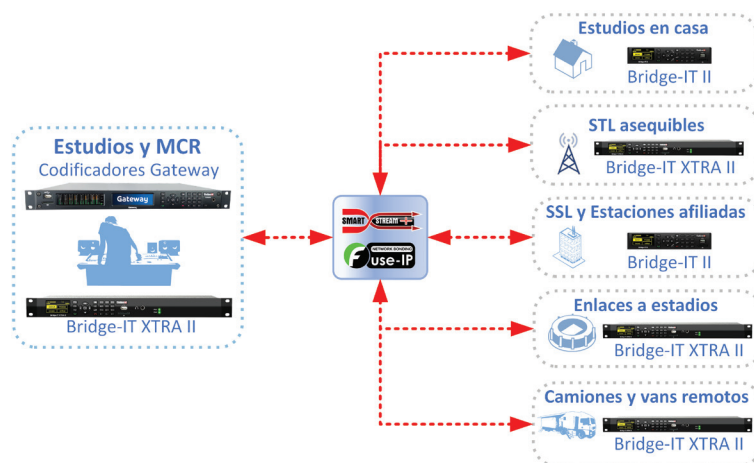 Estudios y MCR
Codificadores Gateway
Gateway
Bridge-IT XTRA II
SMART STREAM+
NETWORK BONDING
Fuse-IP
Estudios en casa
Bridge-IT II
STL asequibles
Bridge-IT XTRA II
SSL y Estaciones afiliadas
Bridge-IT II
Enlaces a estadios
Bridge-IT XTRA II
Camiones y vans remotos
Bridge-IT XTRA II